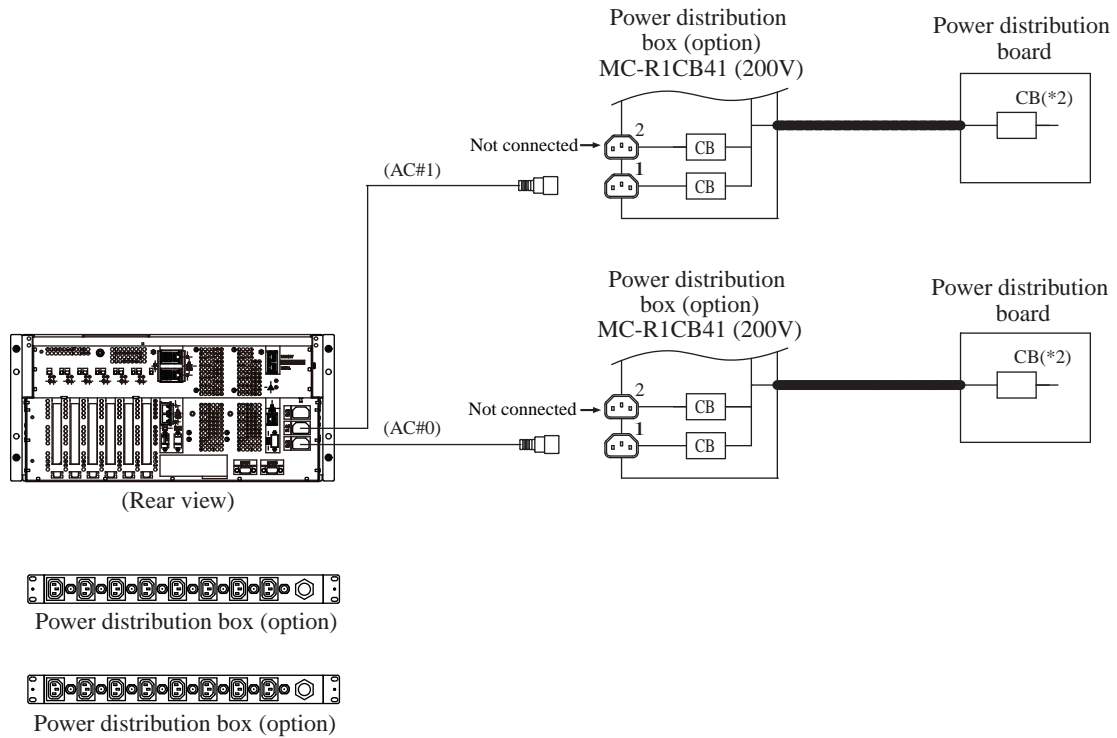 Power distribution
box (option)
MC-R1CB41 (200V)
Power distribution
board
CB(*2)
2
Not connected
CB
1
(AC#1)
CB
Power distribution
box (option)
MC-R1CB41 (200V)
Power distribution
board
CB(*2)
2
Not connected
CB
1
(AC#0)
CB
(Rear view)
Power distribution box (option)
Power distribution box (option)